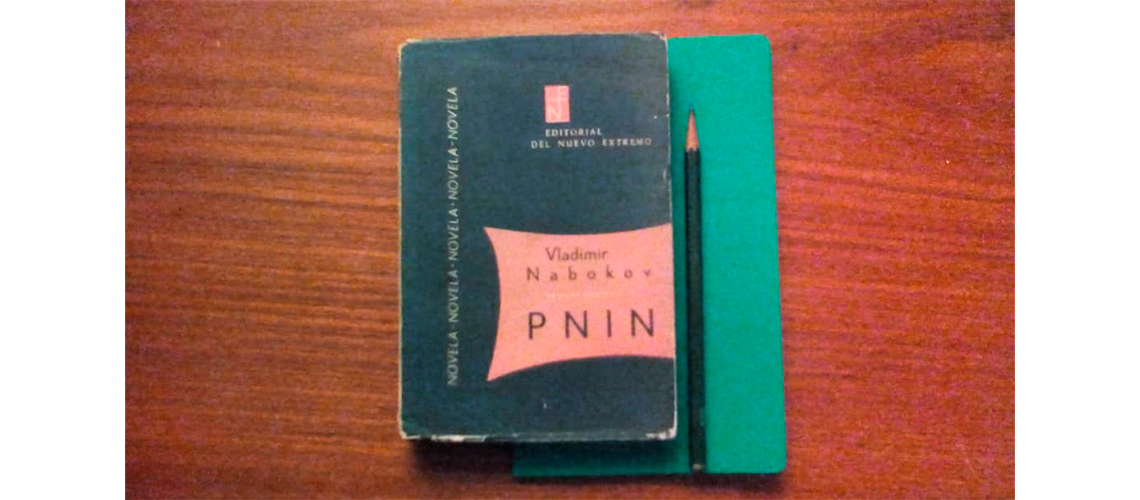 NOVELA · NOVELA · NOVELA · NOVELA · NOVELA
N
EDITORIAL
DEL NUEVO EXTREMO
Vladimir
Nabokov
PNIN